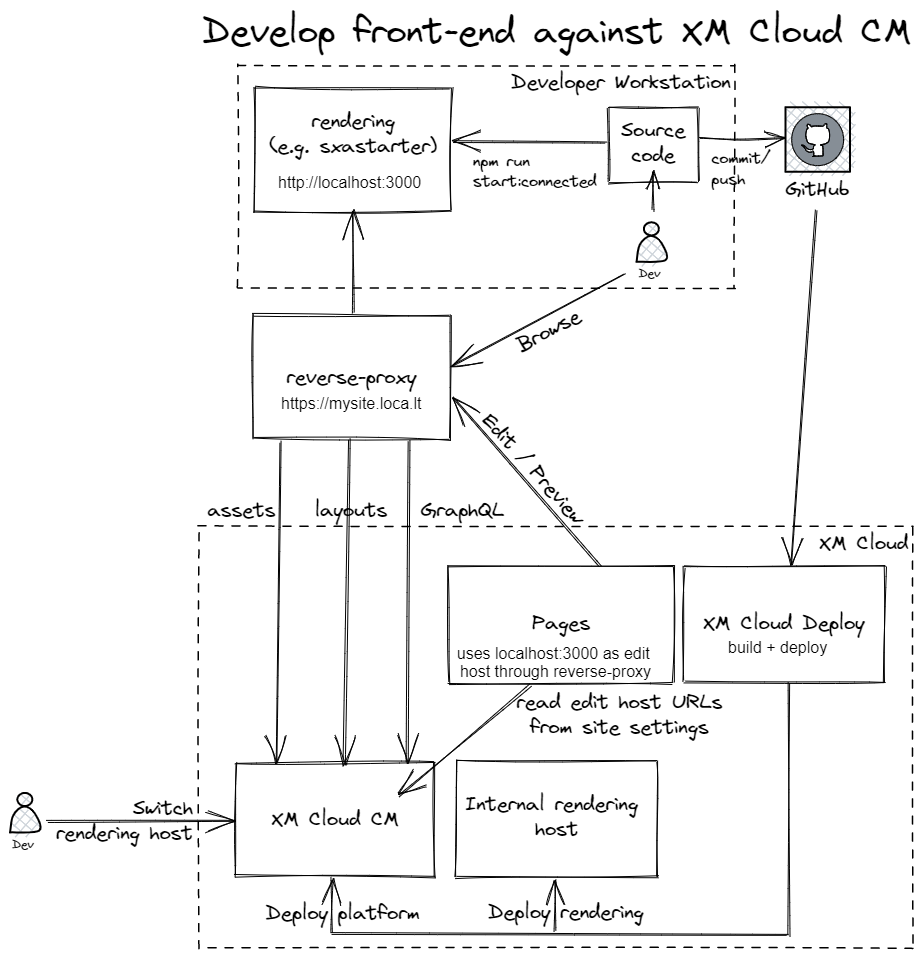 Develop front-end against XM Cloud CM
Developer Workstation
rendering
(e.g. sxastarter)
http://localhost:3000
npm run
start:connected
Source
code
commit/
push
GitHub
Dev
Browse
reverse-proxy
https://mysite.loca.lt
Edit / Preview
assets
layouts
GraphQL
XM Cloud
Pages
uses localhost:3000 as edit
host through reverse-proxy
XM Cloud Deploy
build + deploy
read edit host URLs
from site settings
Dev
Switch
rendering host
XM Cloud CM
Internal rendering
host
Deploy platform
Deploy rendering